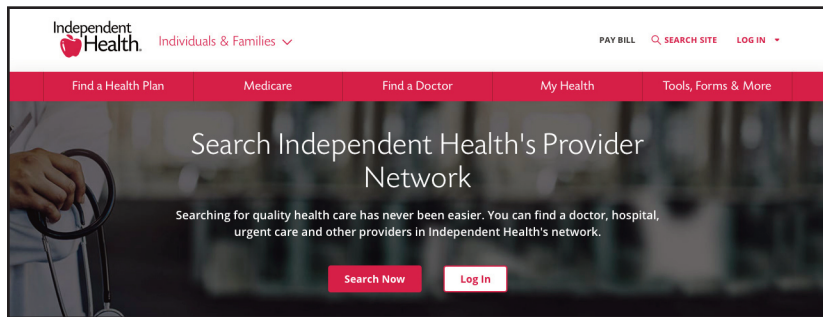 Independent
Health.
Individuals & Families
PAY BILL
SEARCH SITE
LOG IN
Find a Health Plan
Medicare
Find a Doctor
My Health
Tools, Forms & More
Search Independent Health's Provider
Network
Searching for quality health care has never been easier. You can find a doctor, hospital,
urgent care and other providers in Independent Health's network.
Search Now
Log In